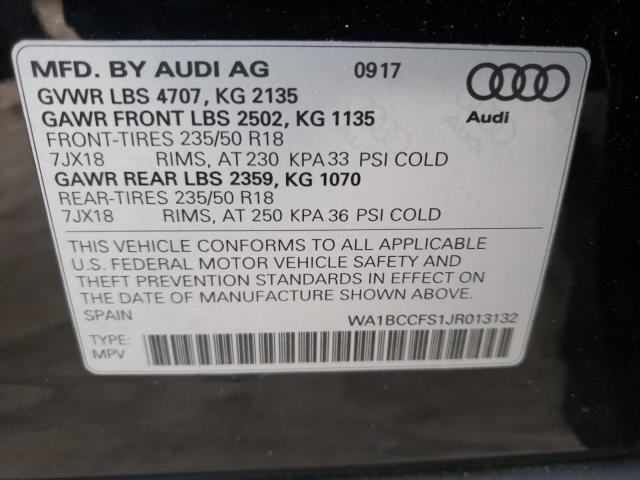 MFD. BY AUDI AG 0917
GVWR LBS 4707, KG 2135
GAWR FRONT LBS 2502, KG 1135
Audi
FRONT-TIRES 235/50 R18
7JX18 RIMS, AT 230 KPA 33 PSI COLD
GAWR REAR LBS 2359, KG 1070
REAR-TIRES 235/50 R18
7JX18 RIMS, AT 250 KPA 36 PSI COLD
THIS VEHICLE CONFORMS TO ALL APPLICABLE
U.S. FEDERAL MOTOR VEHICLE SAFETY AND
THEFT PREVENTION STANDARDS IN EFFECT ON
THE DATE OF MANUFACTURE SHOWN ABOVE.
SPAIN WA1BCCFS1JR013132
TYPE:
MPV